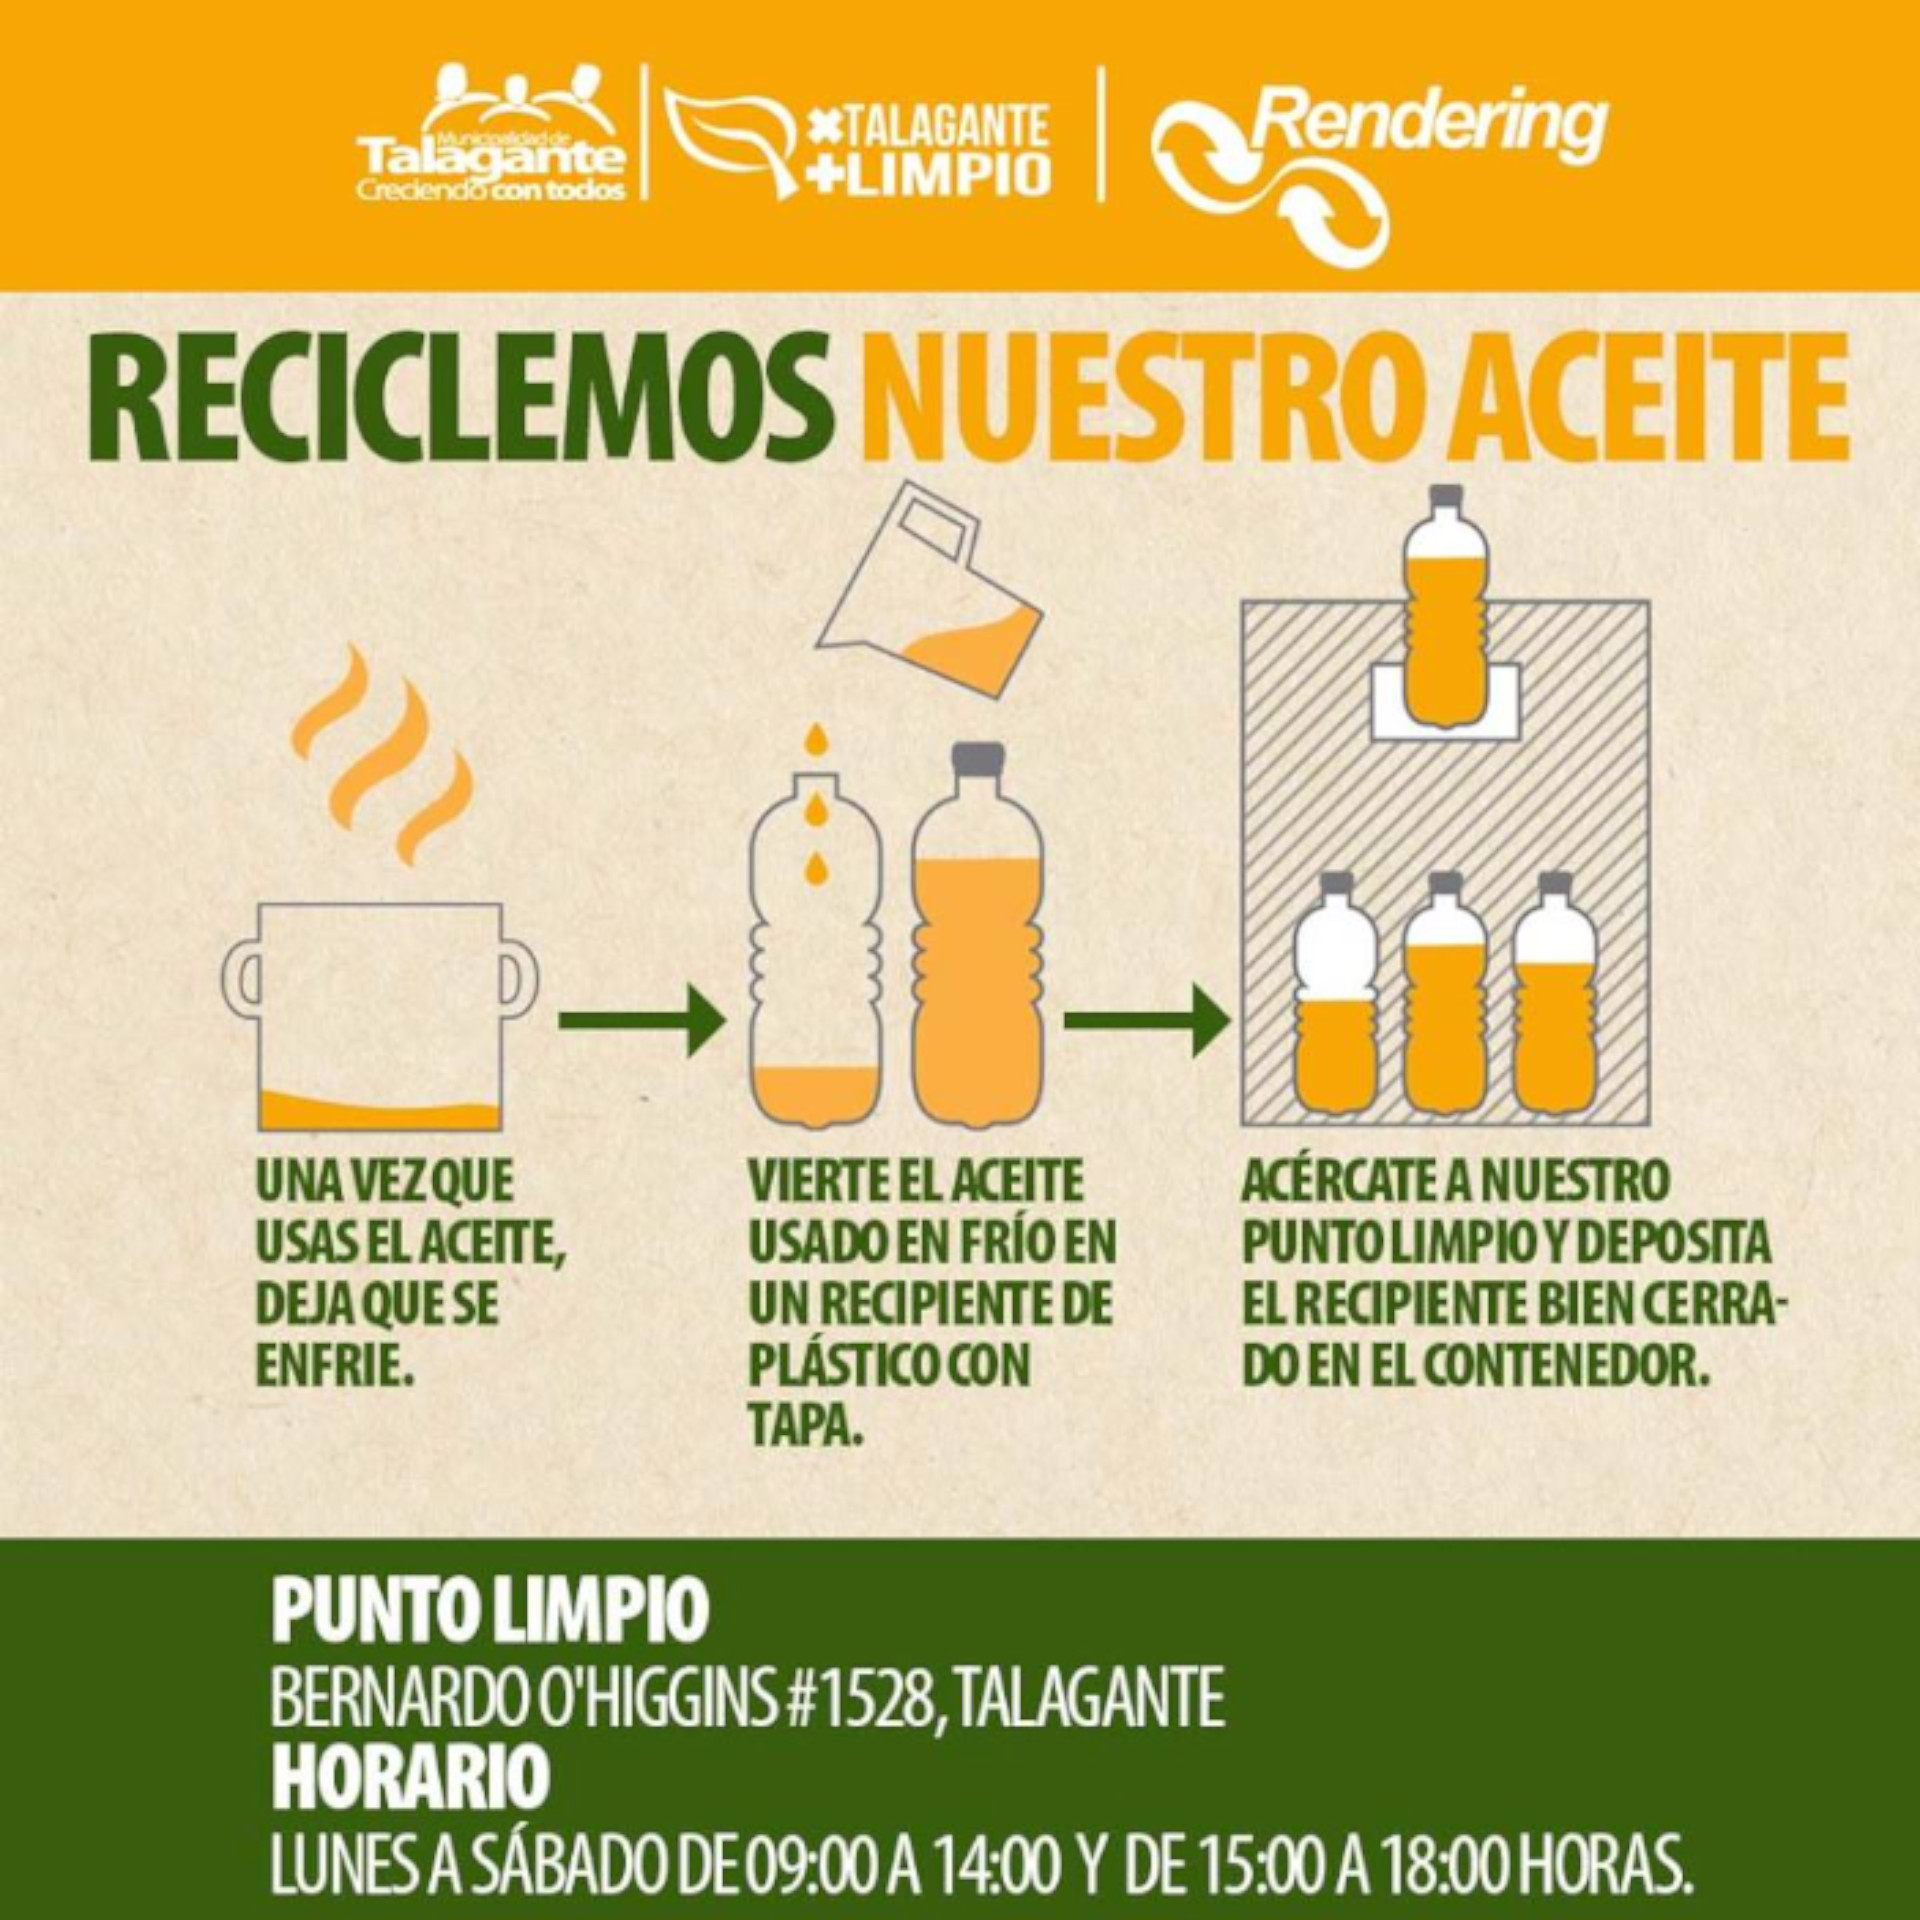 Municipalidad de
Talagante
Creciendo con todos
×TALAGANTE
+LIMPIO
Rendering
RECICLEMOS NUESTRO ACEITE
UNA VEZ QUE
USAS EL ACEITE,
DEJA QUE SE
ENFRIE.
VIERTE EL ACEITE
USADO EN FRÍO EN
UN RECIPIENTE DE
PLÁSTICO CON
TAPA.
ACÉRCATE A NUESTRO
PUNTO LIMPIO Y DEPOSITA
EL RECIPIENTE BIEN CERRA-
DO EN EL CONTENEDOR.
PUNTO LIMPIO
BERNARDO O'HIGGINS #1528, TALAGANTE
HORARIO
LUNES A SÁBADO DE 09:00 A 14:00 Y DE 15:00 A 18:00 HORAS.